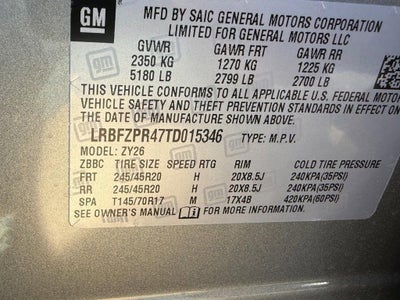 GM
MFD BY SAIC GENERAL MOTORS CORPORATION
LIMITED FOR GENERAL MOTORS LLC
GVWR GAWR FRT GAWR RR
2350 KG 1270 KG 1225 KG
5180 LB 2799 LB 2700 LB
THIS VEHICLE CONFORMS TO ALL APPLICABLE U.S. FEDERAL MOTOR
VEHICLE SAFETY AND THEFT PREVENTION STANDARDS IN EFFECT ON
THE DATE OF MANUFACTURE SHOWN ABOVE.
LRBFZPR47TD015346 TYPE: M.P.V.
MODEL: ZY26
ZBBC TIRE SIZE SPEED RTG RIM COLD TIRE PRESSURE
FRT 245/45R20 H 20X8.5J 240KPA(35PSI)
RR 245/45R20 H 20X8.5J 240KPA(35PSI)
SPA T145/70R17 M 17X4B 420KPA(60PSI)
SEE OWNER'S MANUAL FOR MORE INFORMATION